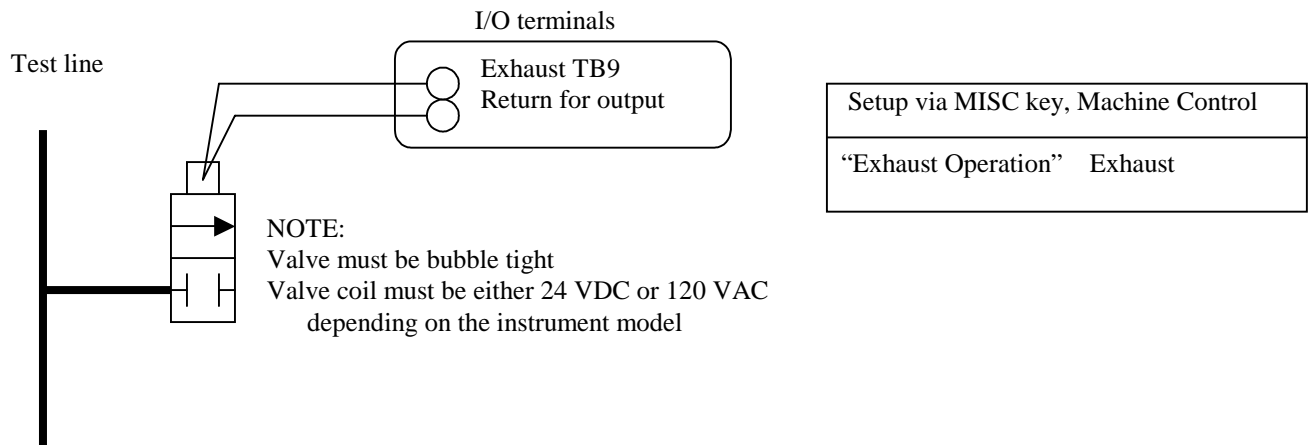 I/O terminals
Test line
Exhaust TB9
Return for output
Setup via MISC key, Machine Control
“Exhaust Operation” Exhaust
NOTE:
Valve must be bubble tight
Valve coil must be either 24 VDC or 120 VAC
depending on the instrument model